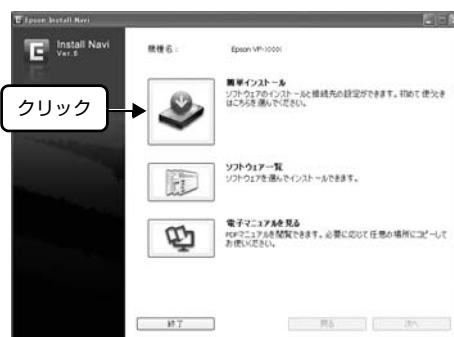 Epson Install Navi
Install Navi
Ver.8
機種名：
Epson VP-XXXX
簡単インストール
ソフトウェアのインストールと接続先の設定ができます。初めて使うとき
はこちらを選んでください。
クリック
ソフトウェア一覧
ソフトウェアを選んでインストールできます。
電子マニュアルを見る
PDFマニュアルを閲覧できます。必要に応じて任意の場所にコピーして
お使いください。
終了
戻る
次へ